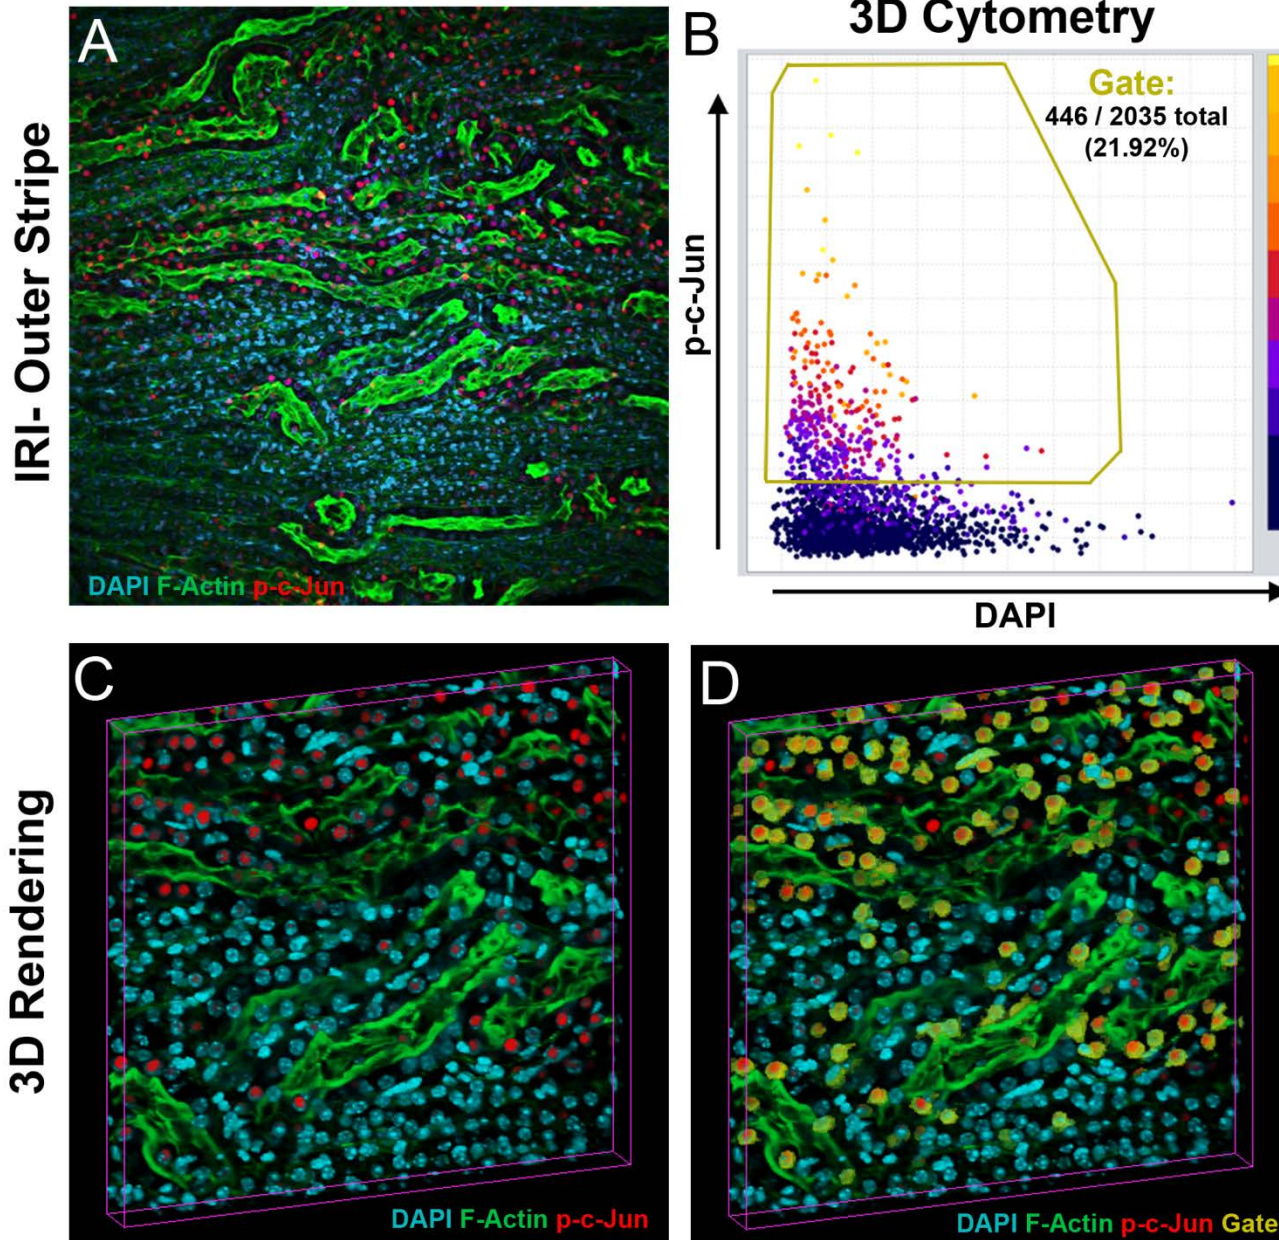 A
IRI- Outer Stripe
DAPI F-Actin p-c-Jun
B
3D Cytometry
Gate:
446 / 2035 total
(21.92%)
p-c-Jun
DAPI
3D Rendering
C
DAPI F-Actin p-c-Jun
D
DAPI F-Actin p-c-Jun Gate